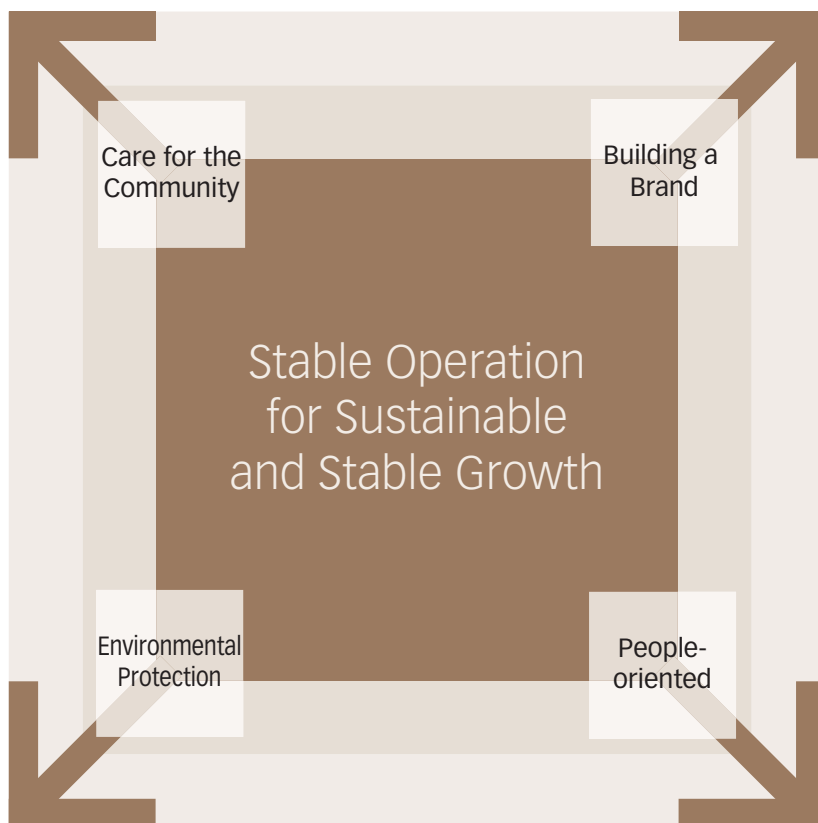 Care for the
Community
Building a
Brand
Stable Operation
for Sustainable
and Stable Growth
Environmental
Protection
People-
oriented